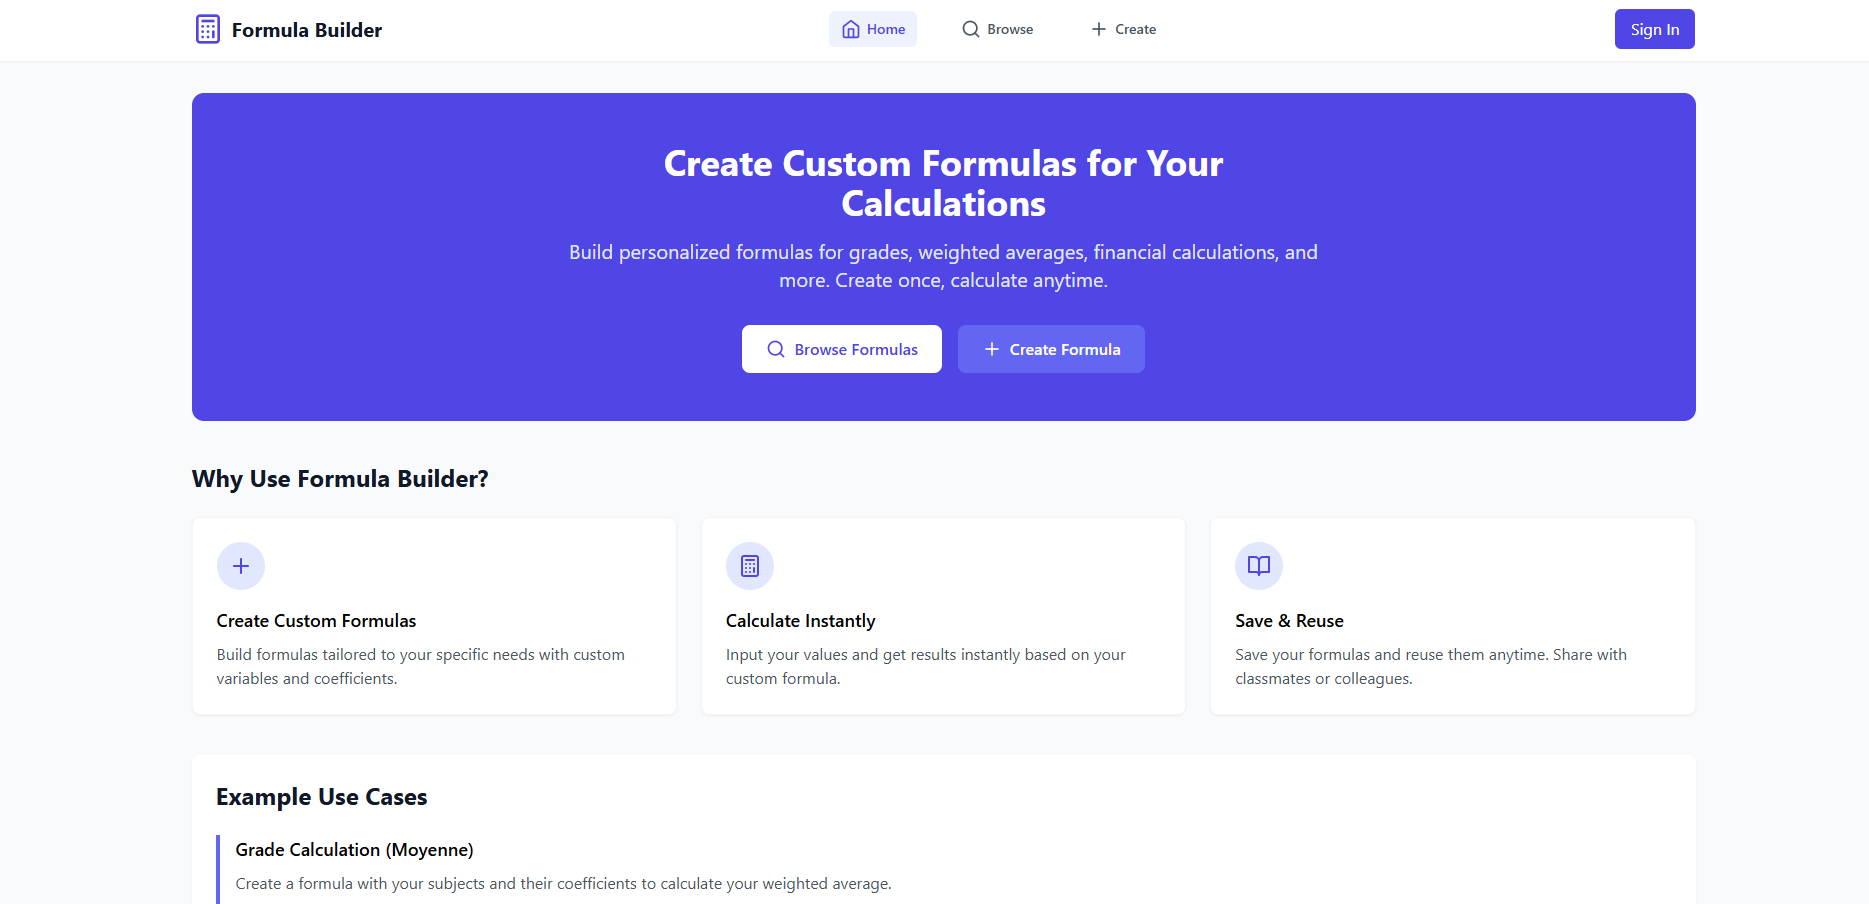 Formula Builder
Home
Browse
Create
Sign In
Create Custom Formulas for Your
Calculations
Build personalized formulas for grades, weighted averages, financial calculations, and
more. Create once, calculate anytime.
Browse Formulas
Create Formula
Why Use Formula Builder?
Create Custom Formulas
Build formulas tailored to your specific needs with custom
variables and coefficients.
Calculate Instantly
Input your values and get results instantly based on your
custom formula.
Save & Reuse
Save your formulas and reuse them anytime. Share with
classmates or colleagues.
Example Use Cases
Grade Calculation (Moyenne)
Create a formula with your subjects and their coefficients to calculate your weighted average.